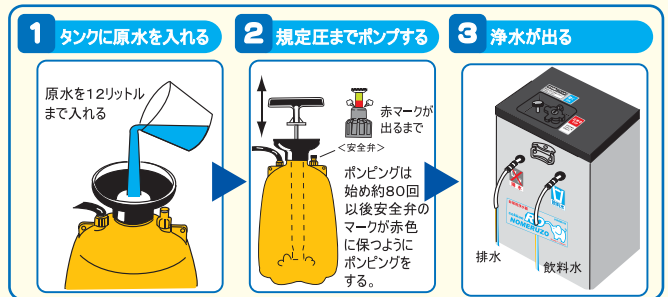 1 タンクに原水を入れる
原水を12リットル
まで入れる
2 規定圧までポンプする
赤マークが
出るまで
<安全弁>
ポンピングは
始め約80回
以後安全弁の
マークが赤色
に保つように
ポンピングを
する。
3 浄水が出る
RO
NOMERUZO
排水
飲料水